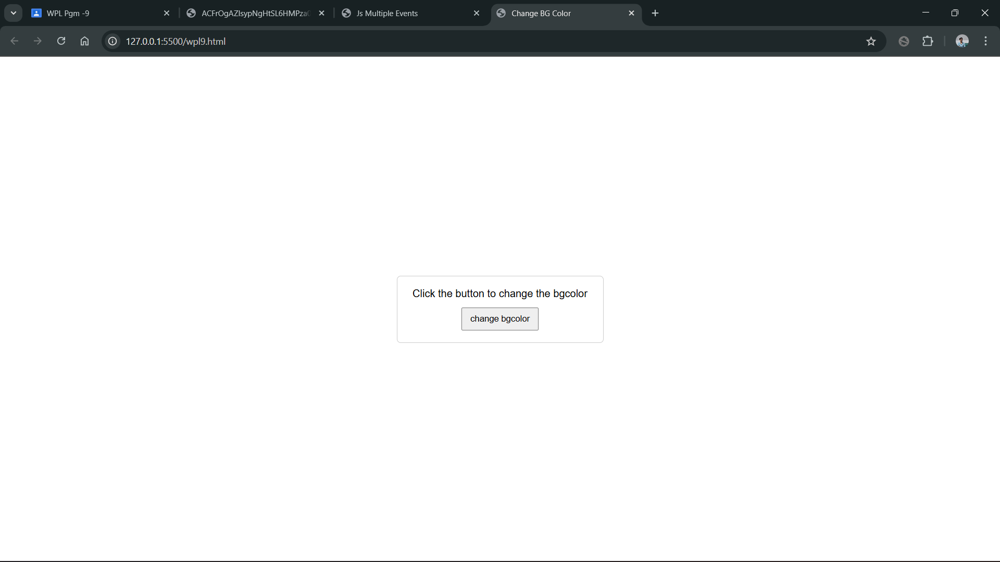 WPL Pgm -9
ACFrOgAZIsypNgHtSL6HMPza
Js Multiple Events
Change BG Color
127.0.0.1:5500/wpl9.html
Click the button to change the bgcolor
change bgcolor